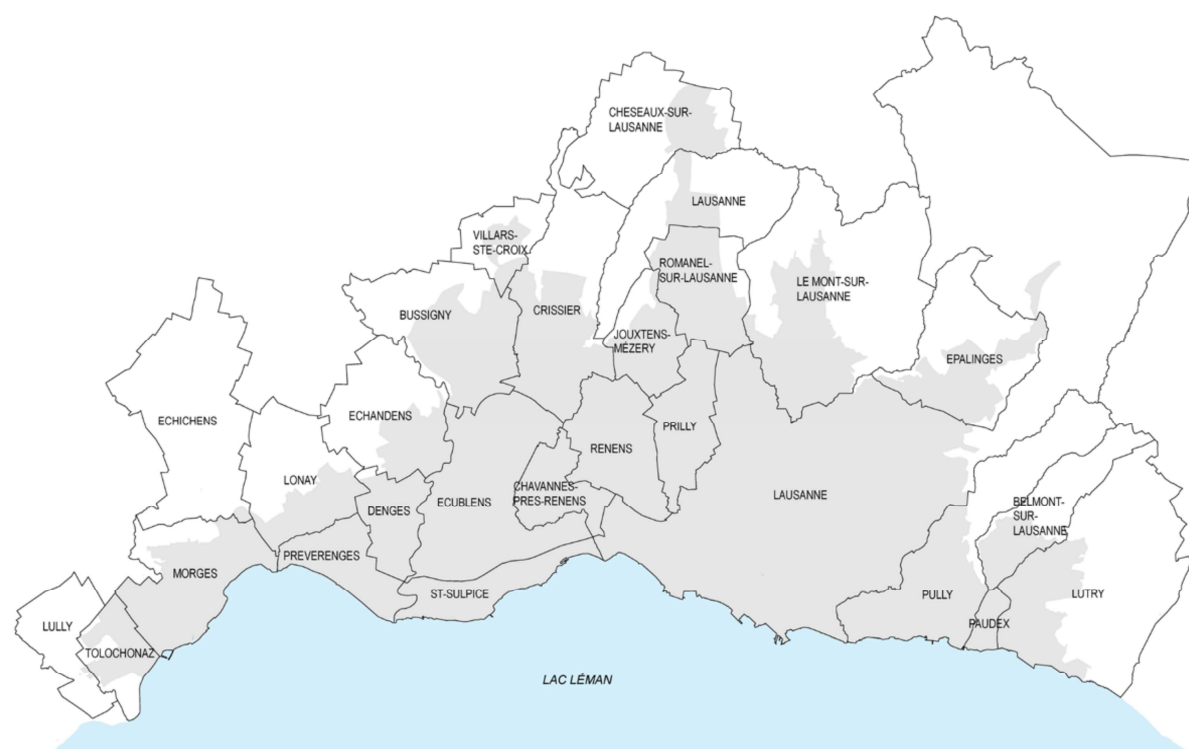 CHESEAUX-SUR-
LAUSANNE
LAUSANNE
VILLARS-
STE-CROIX
ROMANEL-
SUR-LAUSANNE
LE MONT-SUR-
LAUSANNE
BUSSIGNY
CRISSIER
JOUXTENS-
MÉZERY
EPALINGES
ECHICHENS
ECHANDENS
PRILLY
RENENS
LONAY
CHAVANNES-
PRES-RENENS
ECUBLENS
LAUSANNE
DENGES
BELMONT-
SUR-
LAUSANNE
PREVERENGES
MORGES
ST-SULPICE
PULLY
LUTRY
LULLY
PAUDEX
TOLOCHONAZ
LAC LÉMAN